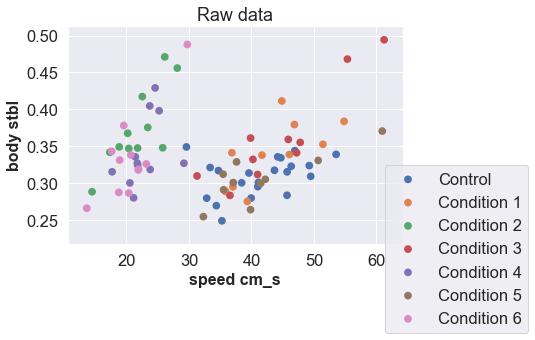 Raw data
0.50
0.45
0.40
0.35
0.30
0.25
body stbl
20 30 40 50 60
speed cm_s
Control
Condition 1
Condition 2
Condition 3
Condition 4
Condition 5
Condition 6